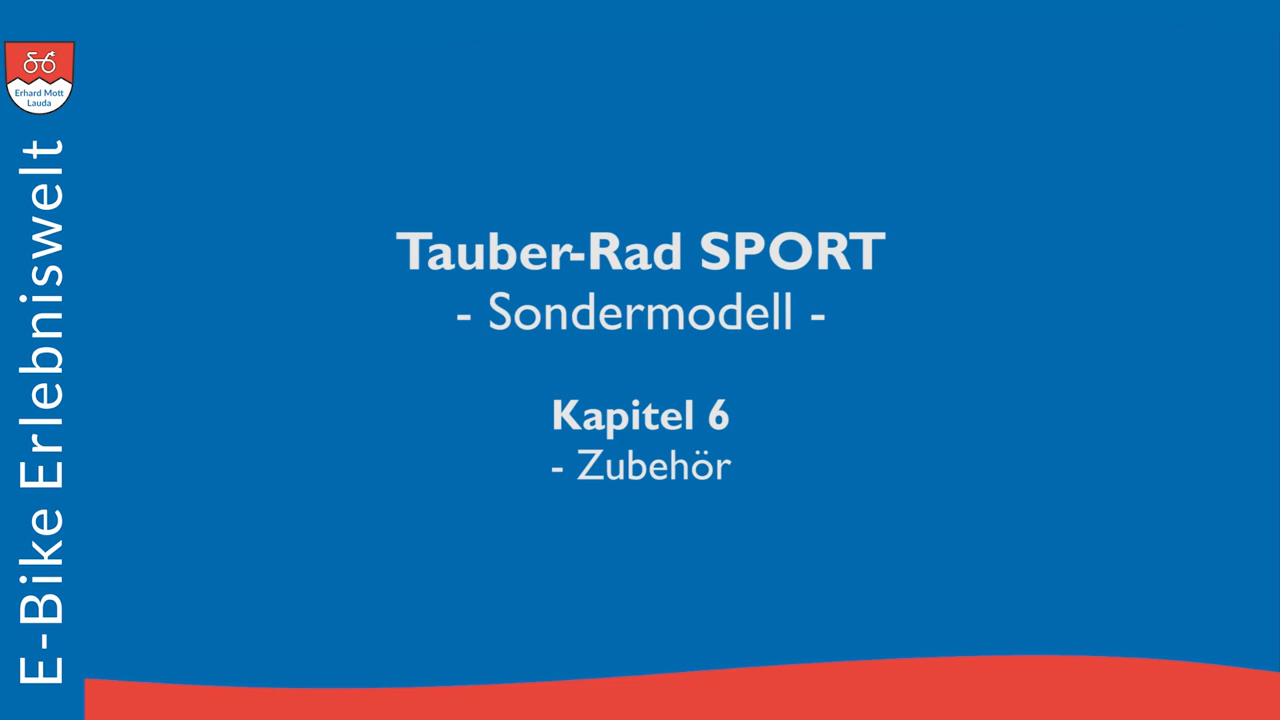 Erhard Mott
Lauda
E-Bike Erlebniswelt
Tauber-Rad SPORT
- Sondermodell -
Kapitel 6
- Zubehör